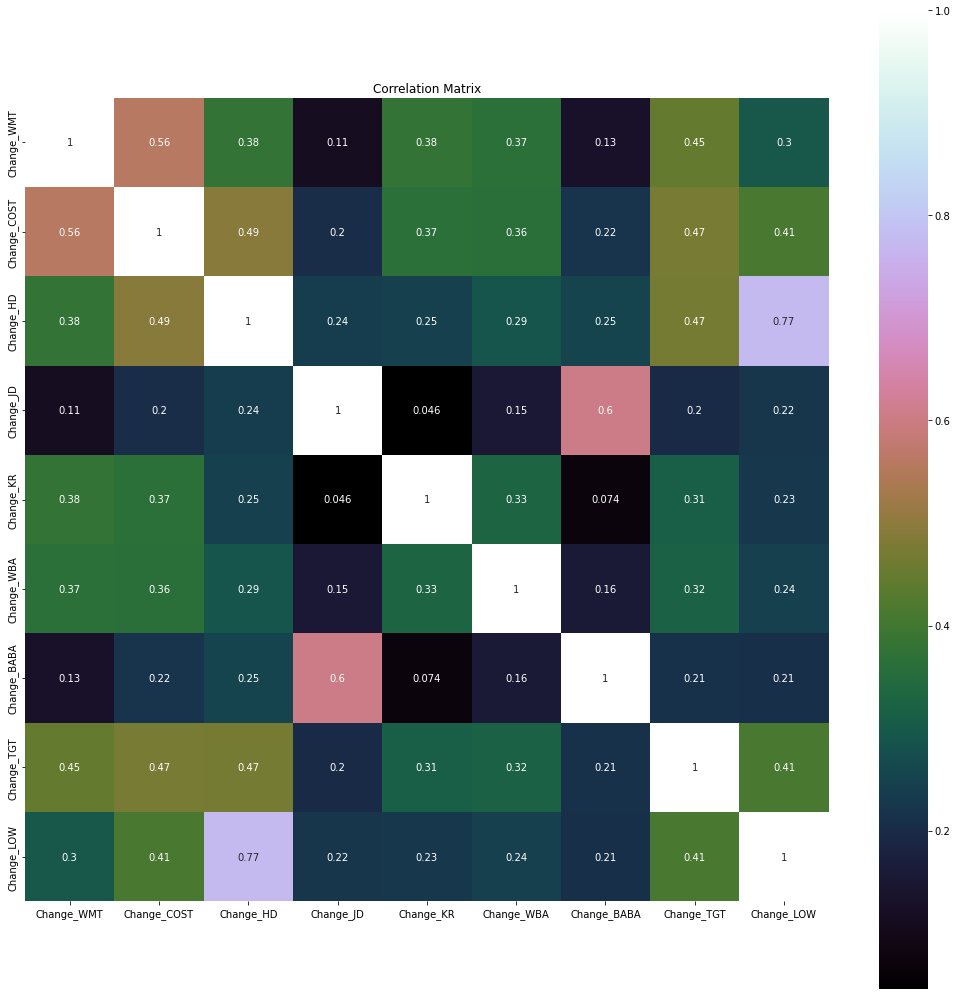 Correlation Matrix
Change_WMT 1 0.56 0.38 0.11 0.38 0.37 0.13 0.45 0.3
Change_COST 0.56 1 0.49 0.2 0.37 0.36 0.22 0.47 0.41
Change_HD 0.38 0.49 1 0.24 0.25 0.29 0.25 0.47 0.77
Change_JD 0.11 0.2 0.24 1 0.046 0.15 0.6 0.2 0.22
Change_KR 0.38 0.37 0.25 0.046 1 0.33 0.074 0.31 0.23
Change_WBA 0.37 0.36 0.29 0.15 0.33 1 0.16 0.32 0.24
Change_BABA 0.13 0.22 0.25 0.6 0.074 0.16 1 0.21 0.21
Change_TGT 0.45 0.47 0.47 0.2 0.31 0.32 0.21 1 0.41
Change_LOW 0.3 0.41 0.77 0.22 0.23 0.24 0.21 0.41 1
Change_WMT Change_COST Change_HD Change_JD Change_KR Change_WBA Change_BABA Change_TGT Change_LOW
1.0
0.8
0.6
0.4
0.2